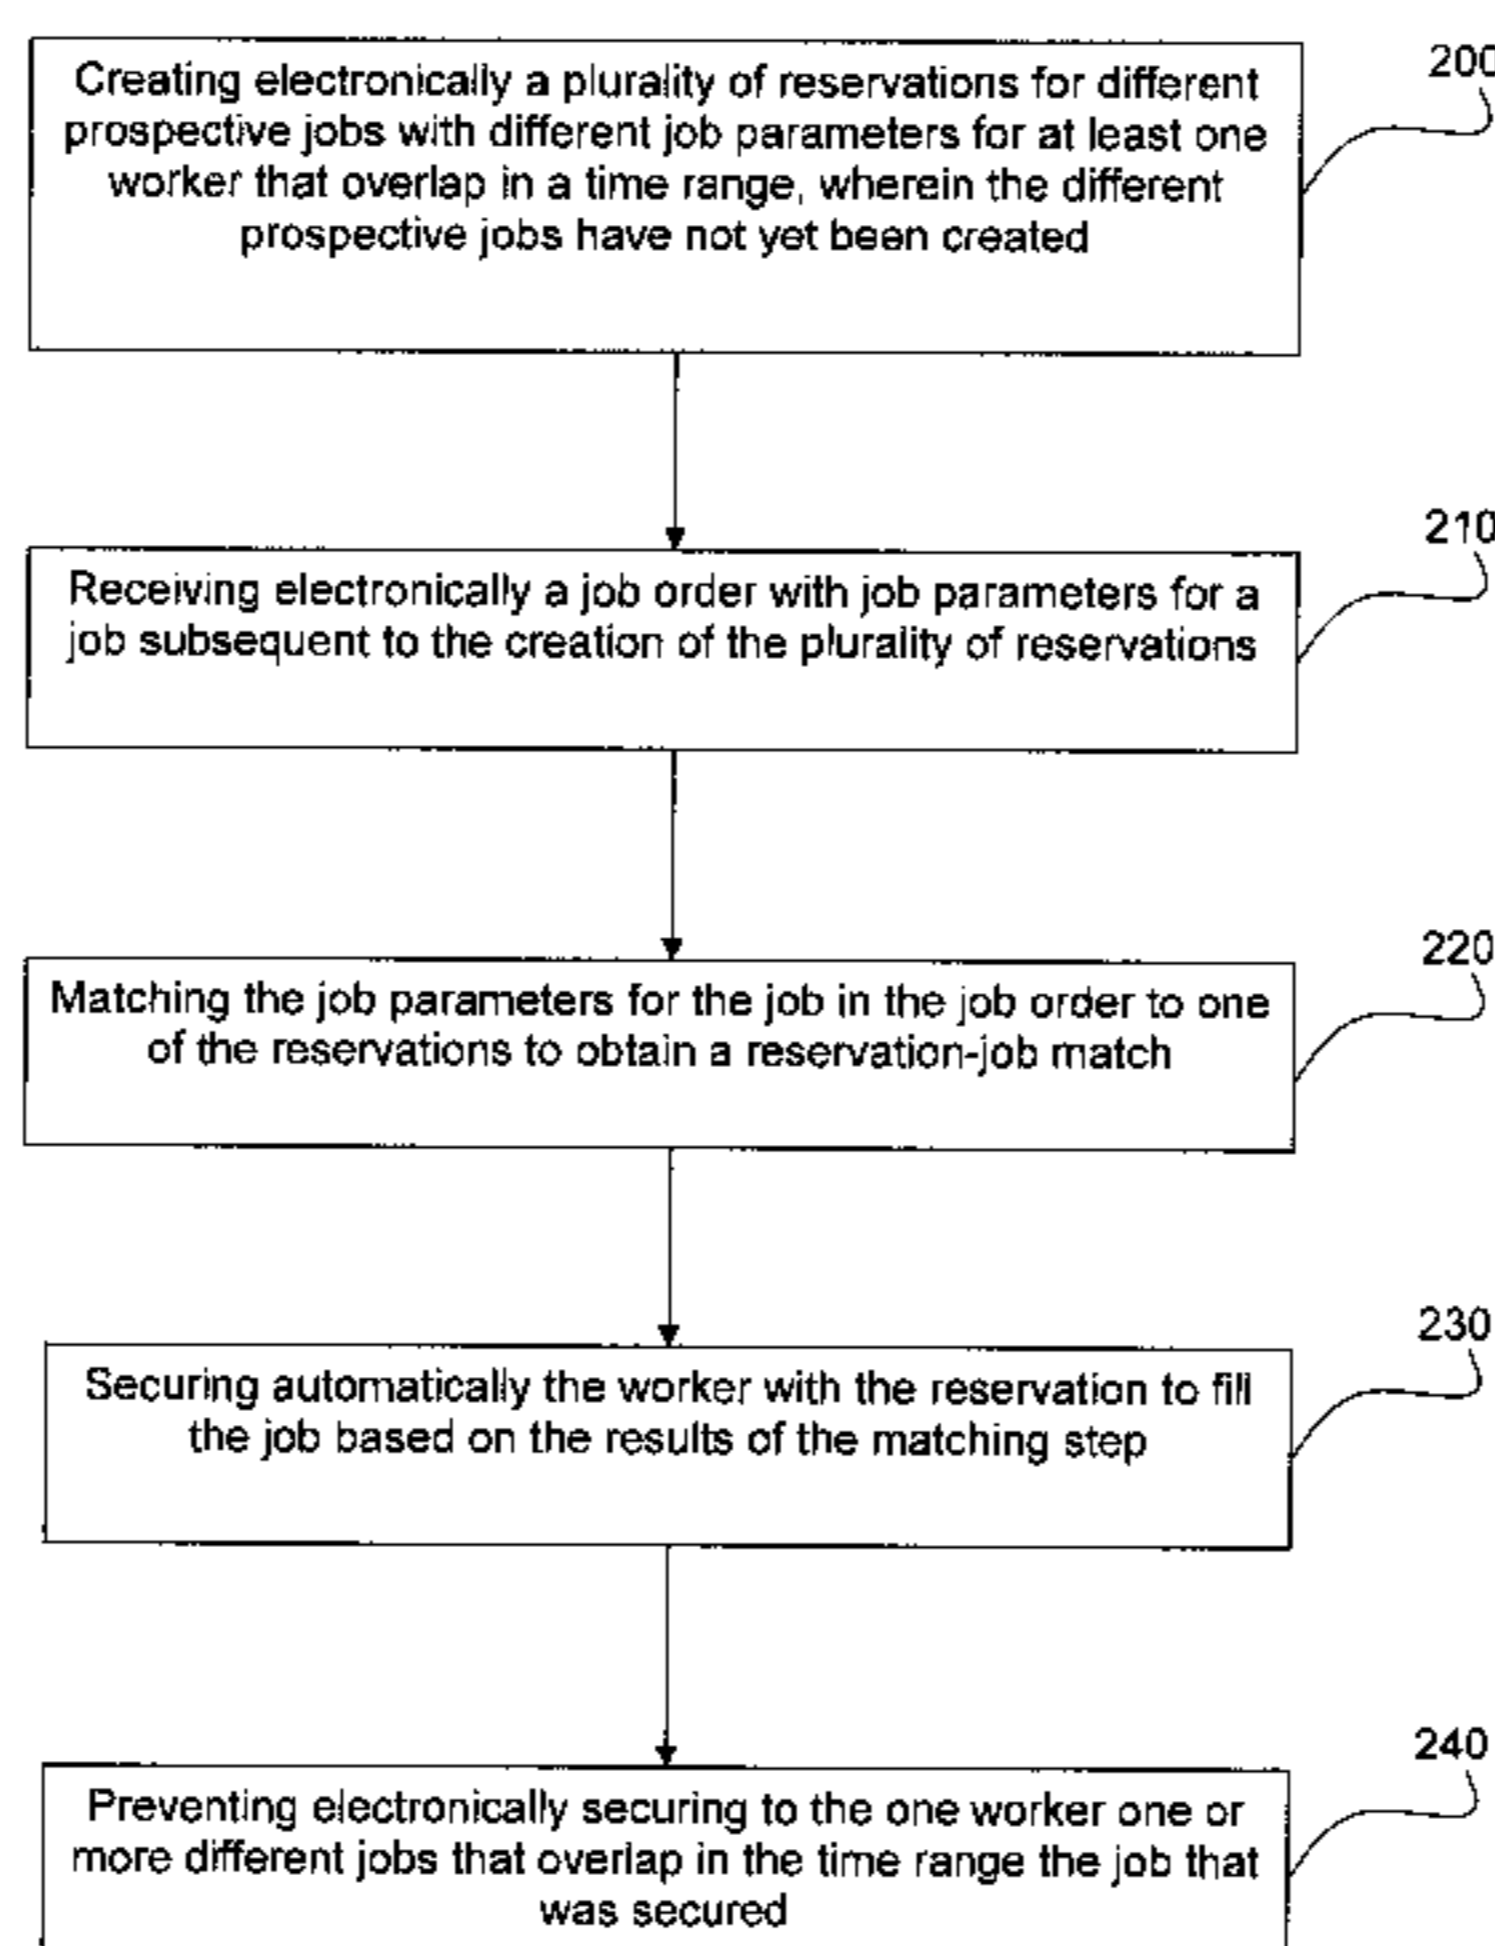 Creating electronically a plurality of reservations for different
prospective jobs with different job parameters for at least one
worker that overlap in a time range, wherein the different
prospective jobs have not yet been created
200
Receiving electronically a job order with job parameters for a
job subsequent to the creation of the plurality of reservations
210
Matching the job parameters for the job in the job order to one
of the reservations to obtain a reservation-job match
220
Securing automatically the worker with the reservation to fill
the job based on the results of the matching step
230
Preventing electronically securing to the one worker one or
more different jobs that overlap in the time range the job that
was secured
240